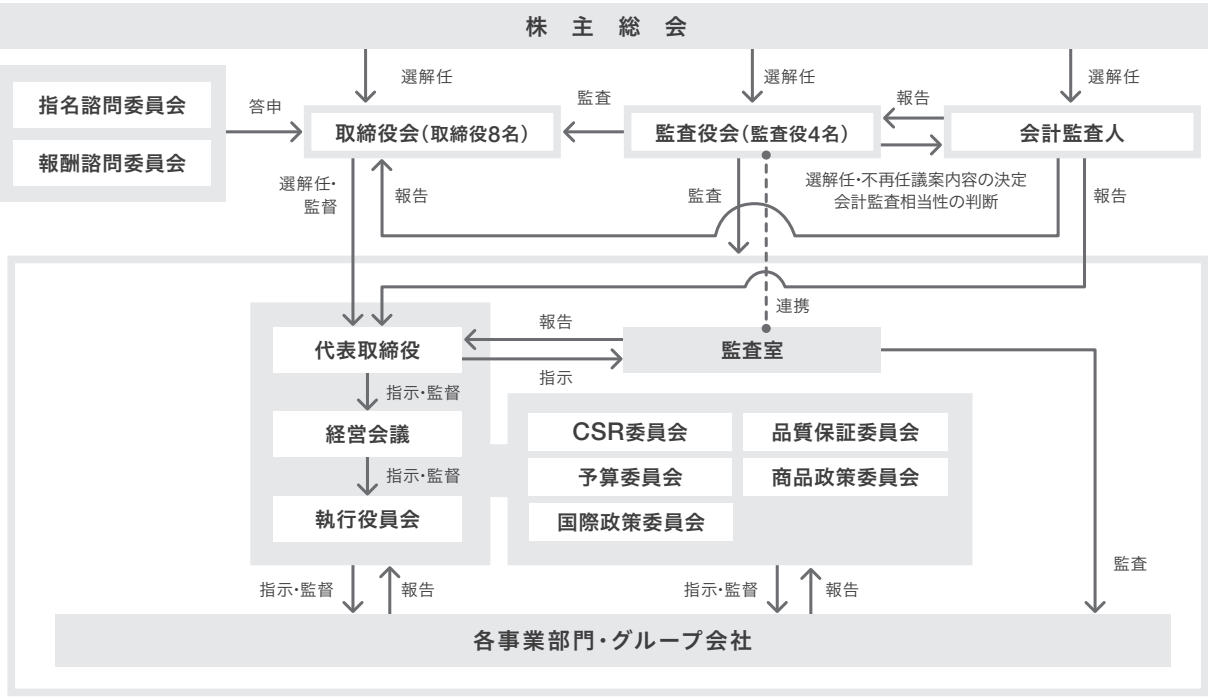 株主総会
選解任
選解任
選解任
指名諮問委員会
報酬諮問委員会
答申
取締役会(取締役8名)
監査
監査役会(監査役4名)
報告
会計監査人
選解任・
監督
報告
監査
選解任・不再任議案内容の決定
会計監査相当性の判断
報告
連携
代表取締役
報告
指示
監査室
指示・監督
経営会議
指示・監督
執行役員会
CSR委員会
品質保証委員会
予算委員会
商品政策委員会
国際政策委員会
指示・監督
報告
指示・監督
報告
監査
各事業部門・グループ会社